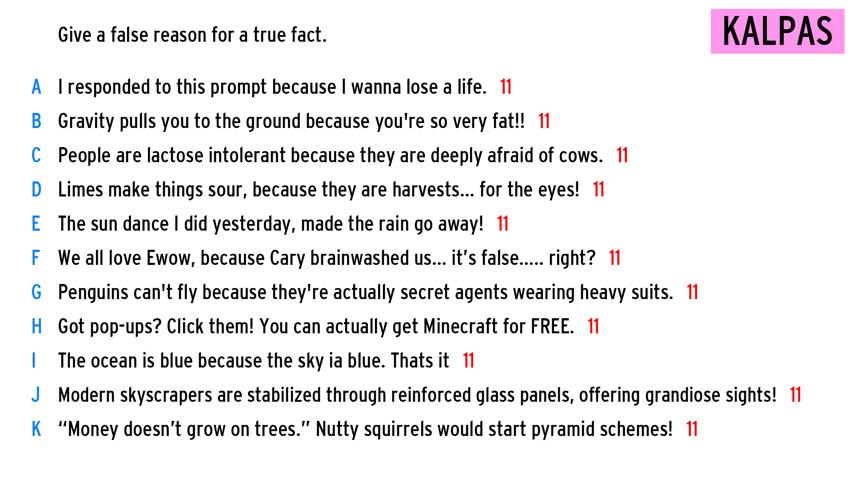 Give a false reason for a true fact.
KALPAS
A I responded to this prompt because I wanna lose a life. 11
B Gravity pulls you to the ground because you're so very fat!! 11
C People are lactose intolerant because they are deeply afraid of cows. 11
D Limes make things sour, because they are harvests... for the eyes! 11
E The sun dance I did yesterday, made the rain go away! 11
F We all love Ewow, because Cary brainwashed us... it’s false..... right? 11
G Penguins can't fly because they're actually secret agents wearing heavy suits. 11
H Got pop-ups? Click them! You can actually get Minecraft for FREE. 11
I The ocean is blue because the sky ia blue. Thats it 11
J Modern skyscrapers are stabilized through reinforced glass panels, offering grandiose sights! 11
K “Money doesn’t grow on trees.” Nutty squirrels would start pyramid schemes! 11